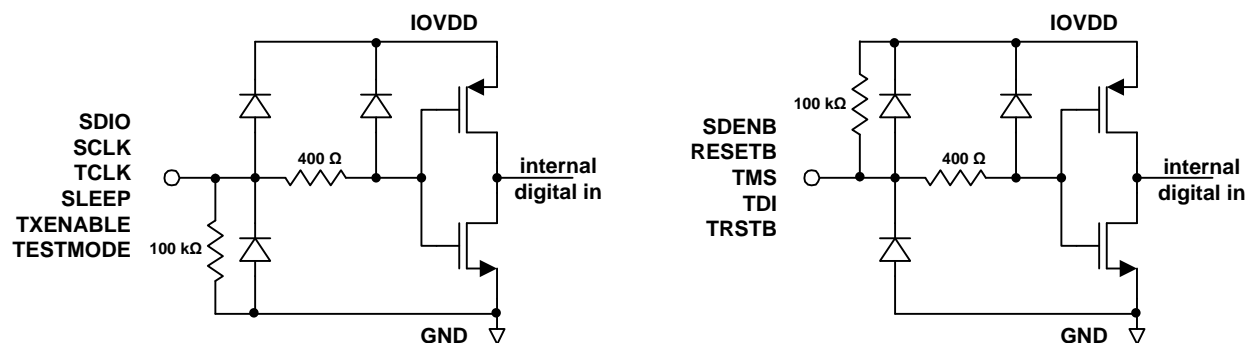 IOVDD
SDIO
SCLK
TCLK
SLEEP
TXENABLE
TESTMODE
400 Ω
100 kΩ
internal
digital in
GND
IOVDD
100 kΩ
SDENB
RESETB
TMS
TDI
TRSTB
400 Ω
internal
digital in
GND